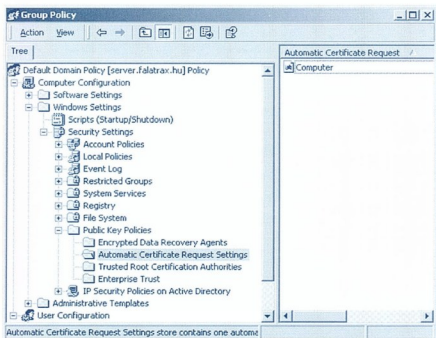 Group Policy
Action View
Tree
Automatic Certificate Request
Default Domain Policy [server.falatrax.hu] Policy
Computer
Computer Configuration
Software Settings
Windows Settings
Scripts (Startup/Shutdown)
Security Settings
Account Policies
Local Policies
Event Log
Restricted Groups
System Services
Registry
File System
Public Key Policies
Encrypted Data Recovery Agents
Automatic Certificate Request Settings
Trusted Root Certification Authorities
Enterprise Trust
IP Security Policies on Active Directory
Administrative Templates
User Configuration
Automatic Certificate Request Settings store contains one automa